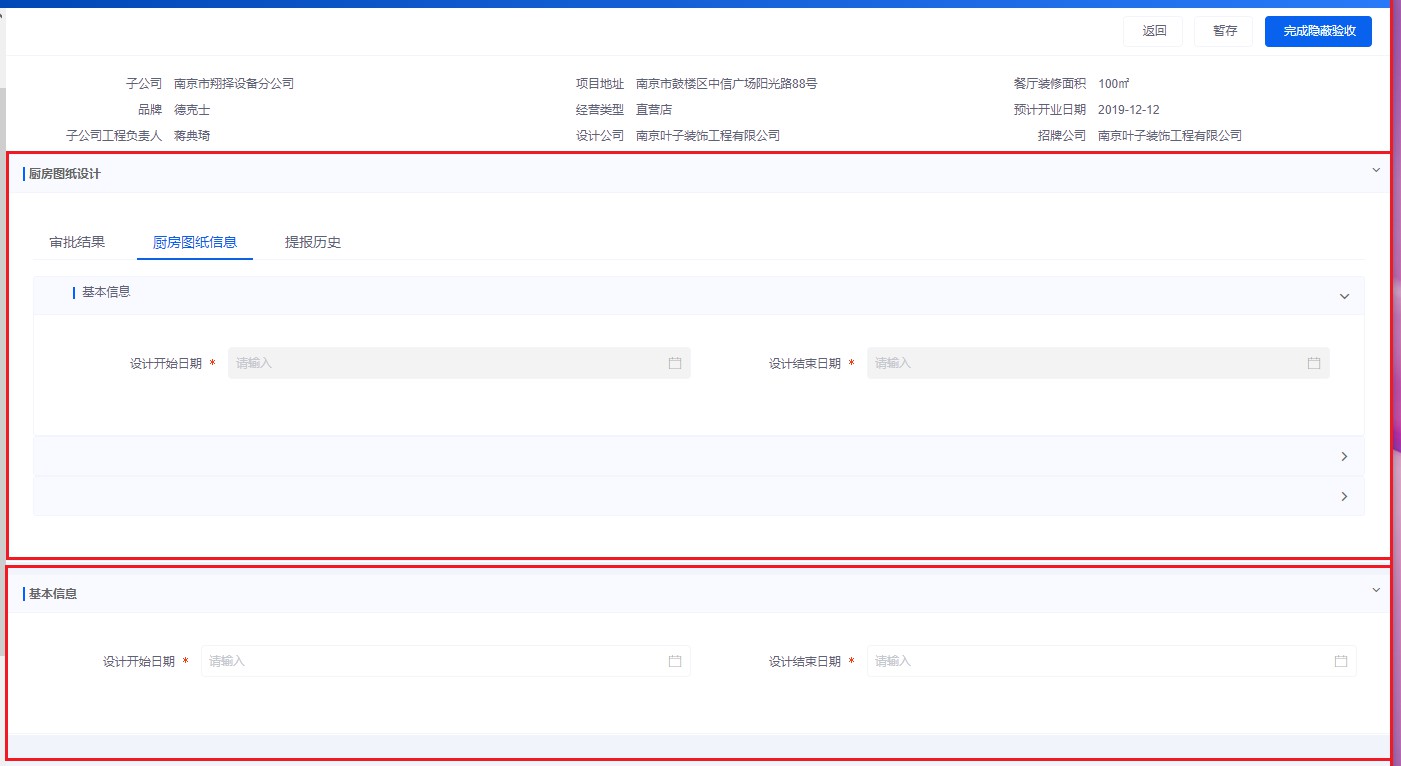 返回 暂存 完成隐蔽验收
子公司 南京市翔择设备分公司 项目地址 南京市鼓楼区中信广场阳光路88号 餐厅装修面积 100㎡
品牌 德克士 经营类型 直营店 预计开业日期 2019-12-12
子公司工程负责人 蒋典琦 设计公司 南京叶子装饰工程有限公司 招牌公司 南京叶子装饰工程有限公司
厨房图纸设计
审批结果 厨房图纸信息 提报历史
基本信息
设计开始日期 * 请输入 设计结束日期 * 请输入
基本信息
设计开始日期 * 请输入 设计结束日期 * 请输入